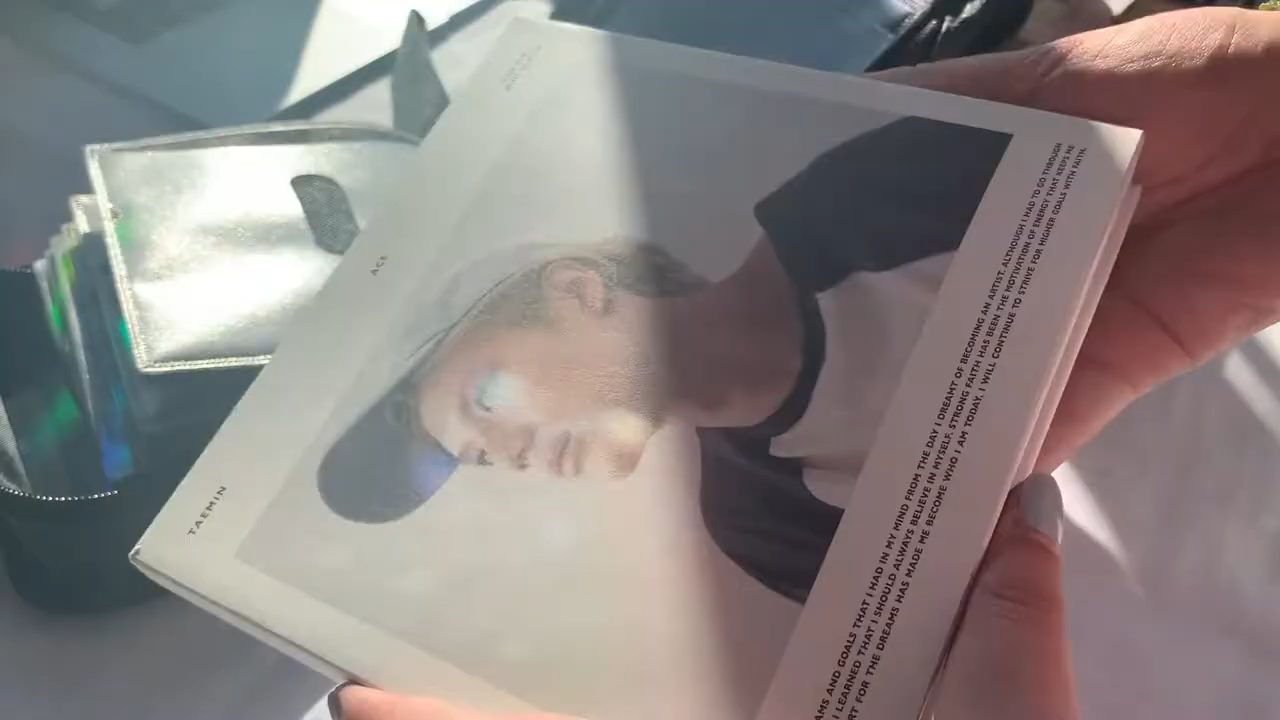 TAEMIN
ACE
AMS AND GOALS THAT I HAD IN MY MIND FROM THE DAY I DREAMT OF BECOMING AN ARTIST. ALTHOUGH I HAD TO GO THROUGH
I LEARNED THAT I SHOULD ALWAYS BELIEVE IN MYSELF. STRONG FAITH HAS BEEN THE MOTIVATION OF ENERGY THAT KEEPS ME
RT FOR THE DREAMS HAS MADE ME BECOME WHO I AM TODAY. I WILL CONTINUE TO STRIVE FOR HIGHER GOALS WITH FAITH.